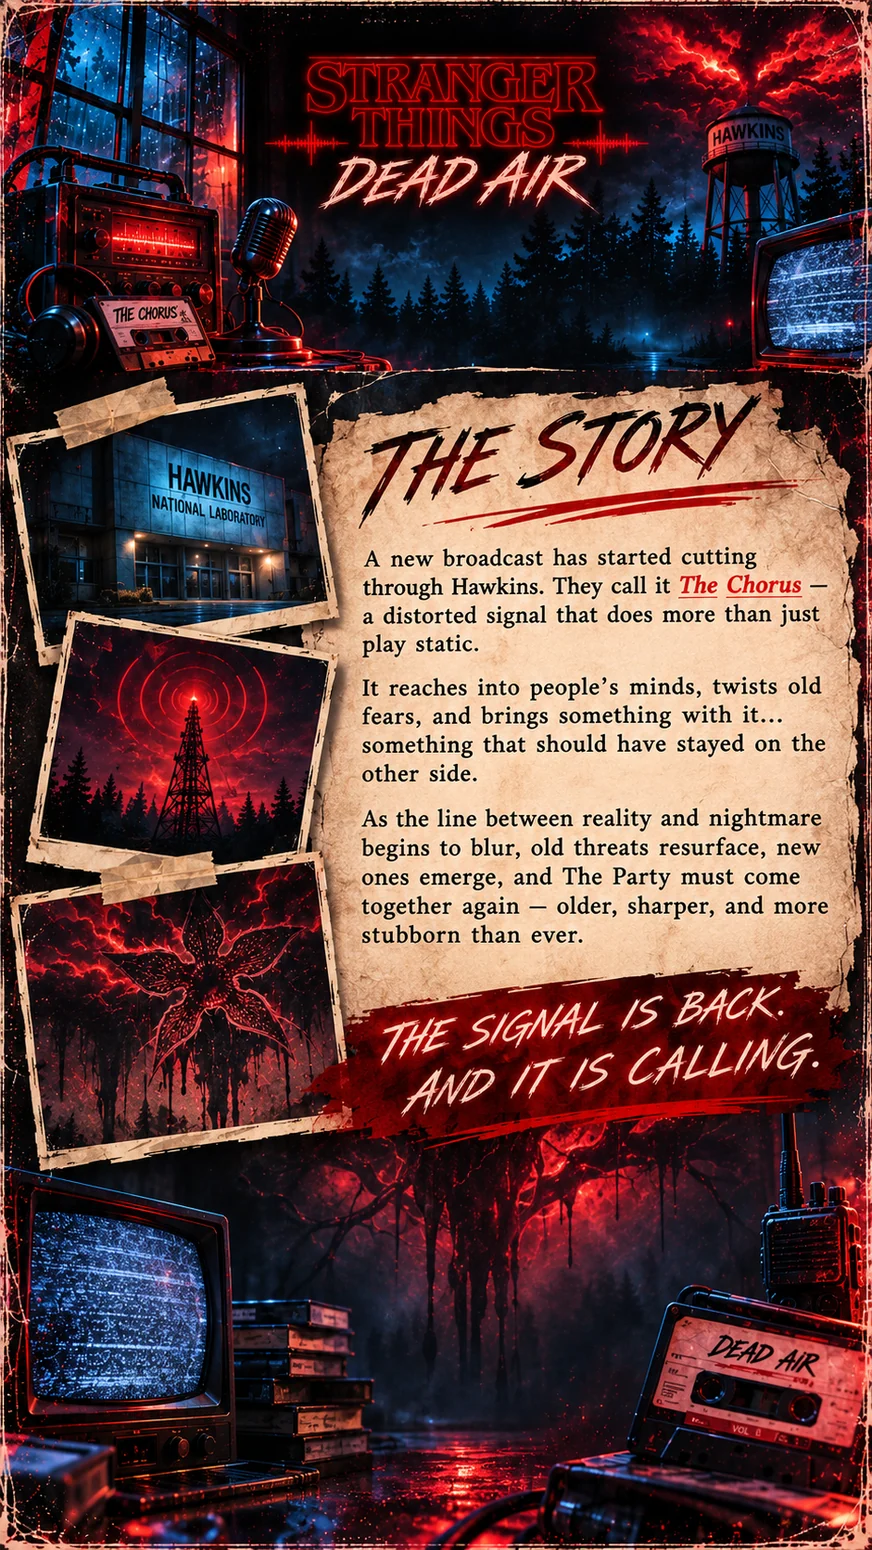 STRANGER
THINGS
DEAD AIR
HAWKINS
THE CHORUS
HAWKINS
NATIONAL LABORATORY
THE STORY
A new broadcast has started cutting
through Hawkins. They call it The Chorus —
a distorted signal that does more than just
play static.
It reaches into people's minds, twists old
fears, and brings something with it...
something that should have stayed on the
other side.
As the line between reality and nightmare
begins to blur, old threats resurface, new
ones emerge, and The Party must come
together again — older, sharper, and more
stubborn than ever.
THE SIGNAL IS BACK.
AND IT IS CALLING.
DEAD AIR
VOL